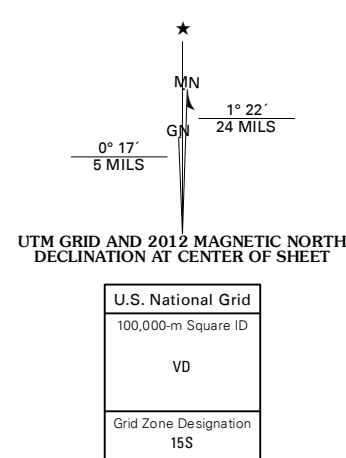 ★
MN
1° 22´
24 MILS
GN
0° 17´
5 MILS
UTM GRID AND 2012 MAGNETIC NORTH
DECLINATION AT CENTER OF SHEET
U.S. National Grid
100,000-m Square ID
VD
Grid Zone Designation
15S